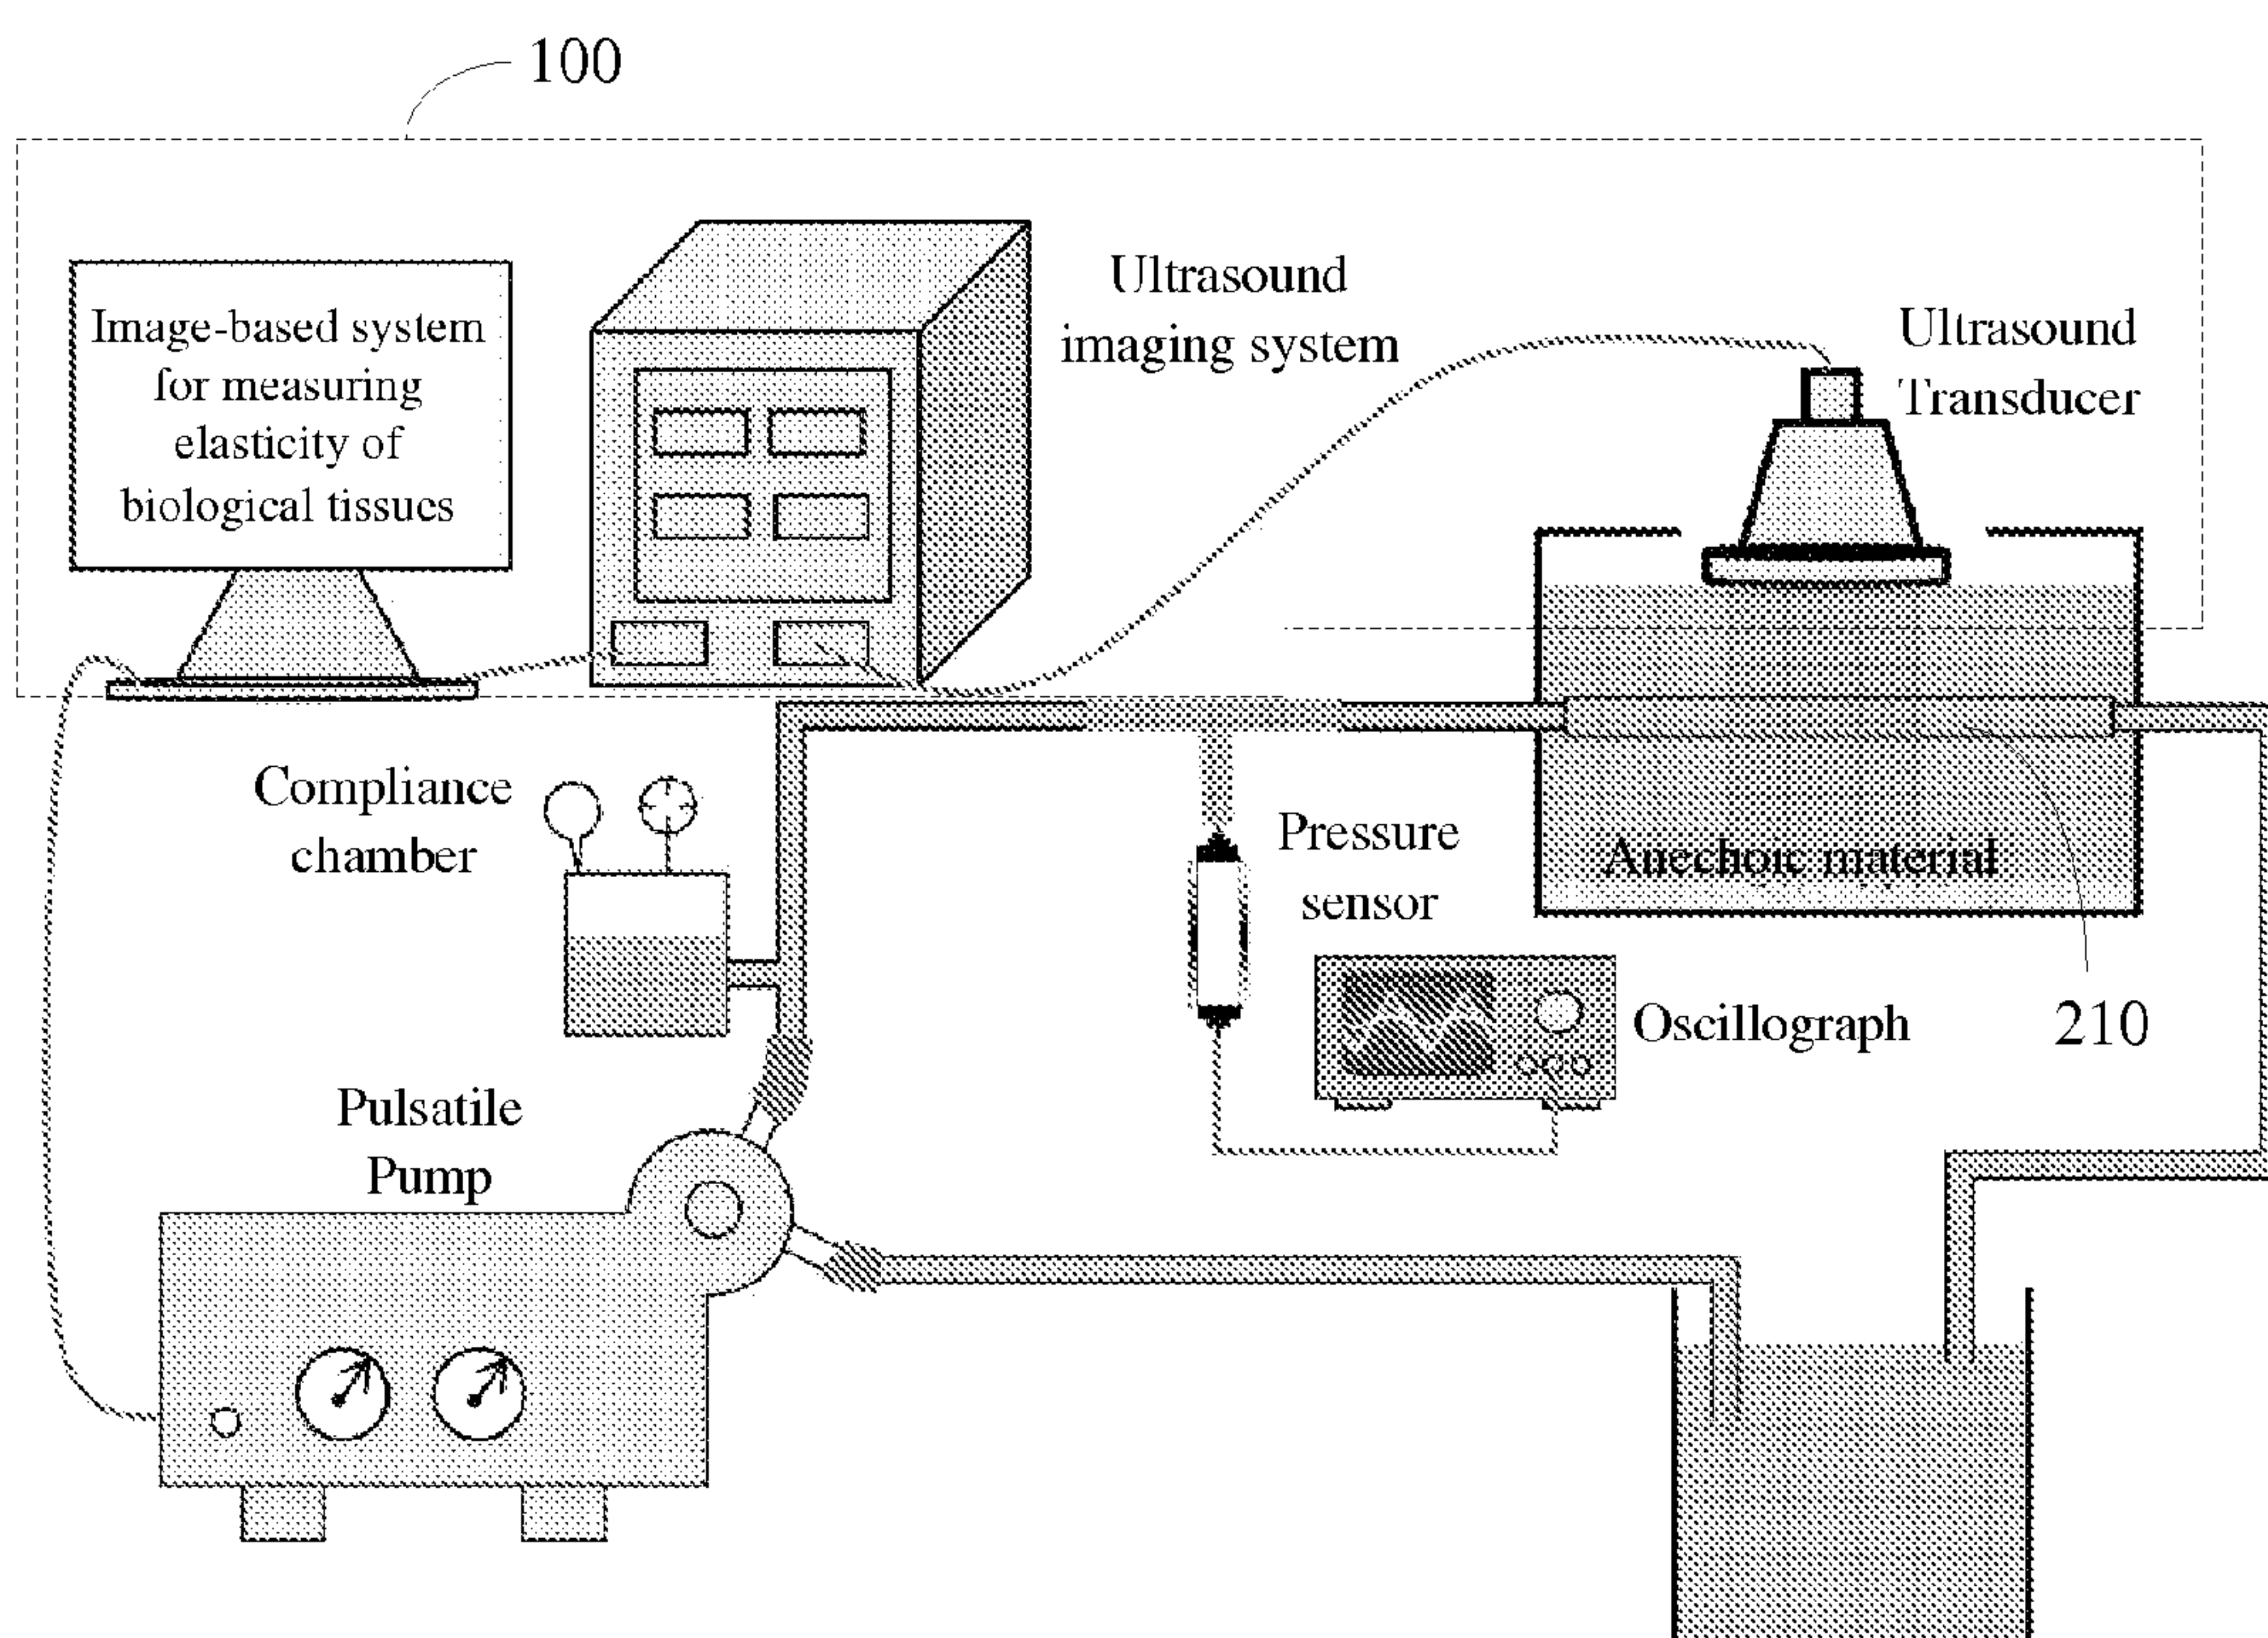 100
Image-based system
for measuring
elasticity of
biological tissues
Ultrasound
imaging system
Ultrasound
Transducer
Compliance
chamber
Pressure
sensor
Anechoic material
Oscillograph
210
Pulsatile
Pump